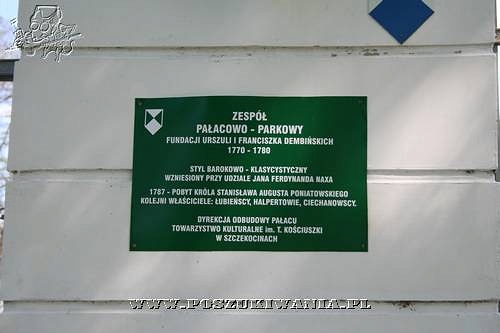 ZESPÓŁ
PAŁACOWO - PARKOWY
FUNDACJI URSZULI I FRANCISZKA DEMBIŃSKICH
1770 - 1780
STYL BAROKOWO - KLASYCYSTYCZNY
WZNIESIONY PRZY UDZIALE JANA FERDYNANDA NAXA
1787 - POBYT KRÓLA STANISŁAWA AUGUSTA PONIATOWSKIEGO
KOLEJNI WŁAŚCICIELE: ŁUBIEŃSCY, HALPERTOWIE, CIECHANOWSCY.
DYREKCJA ODBUDOWY PAŁACU
TOWARZYSTWO KULTURALNE im. T. KOŚCIUSZKI
W SZCZEKOCINACH
WWW.POSZUKIWANIA.PL